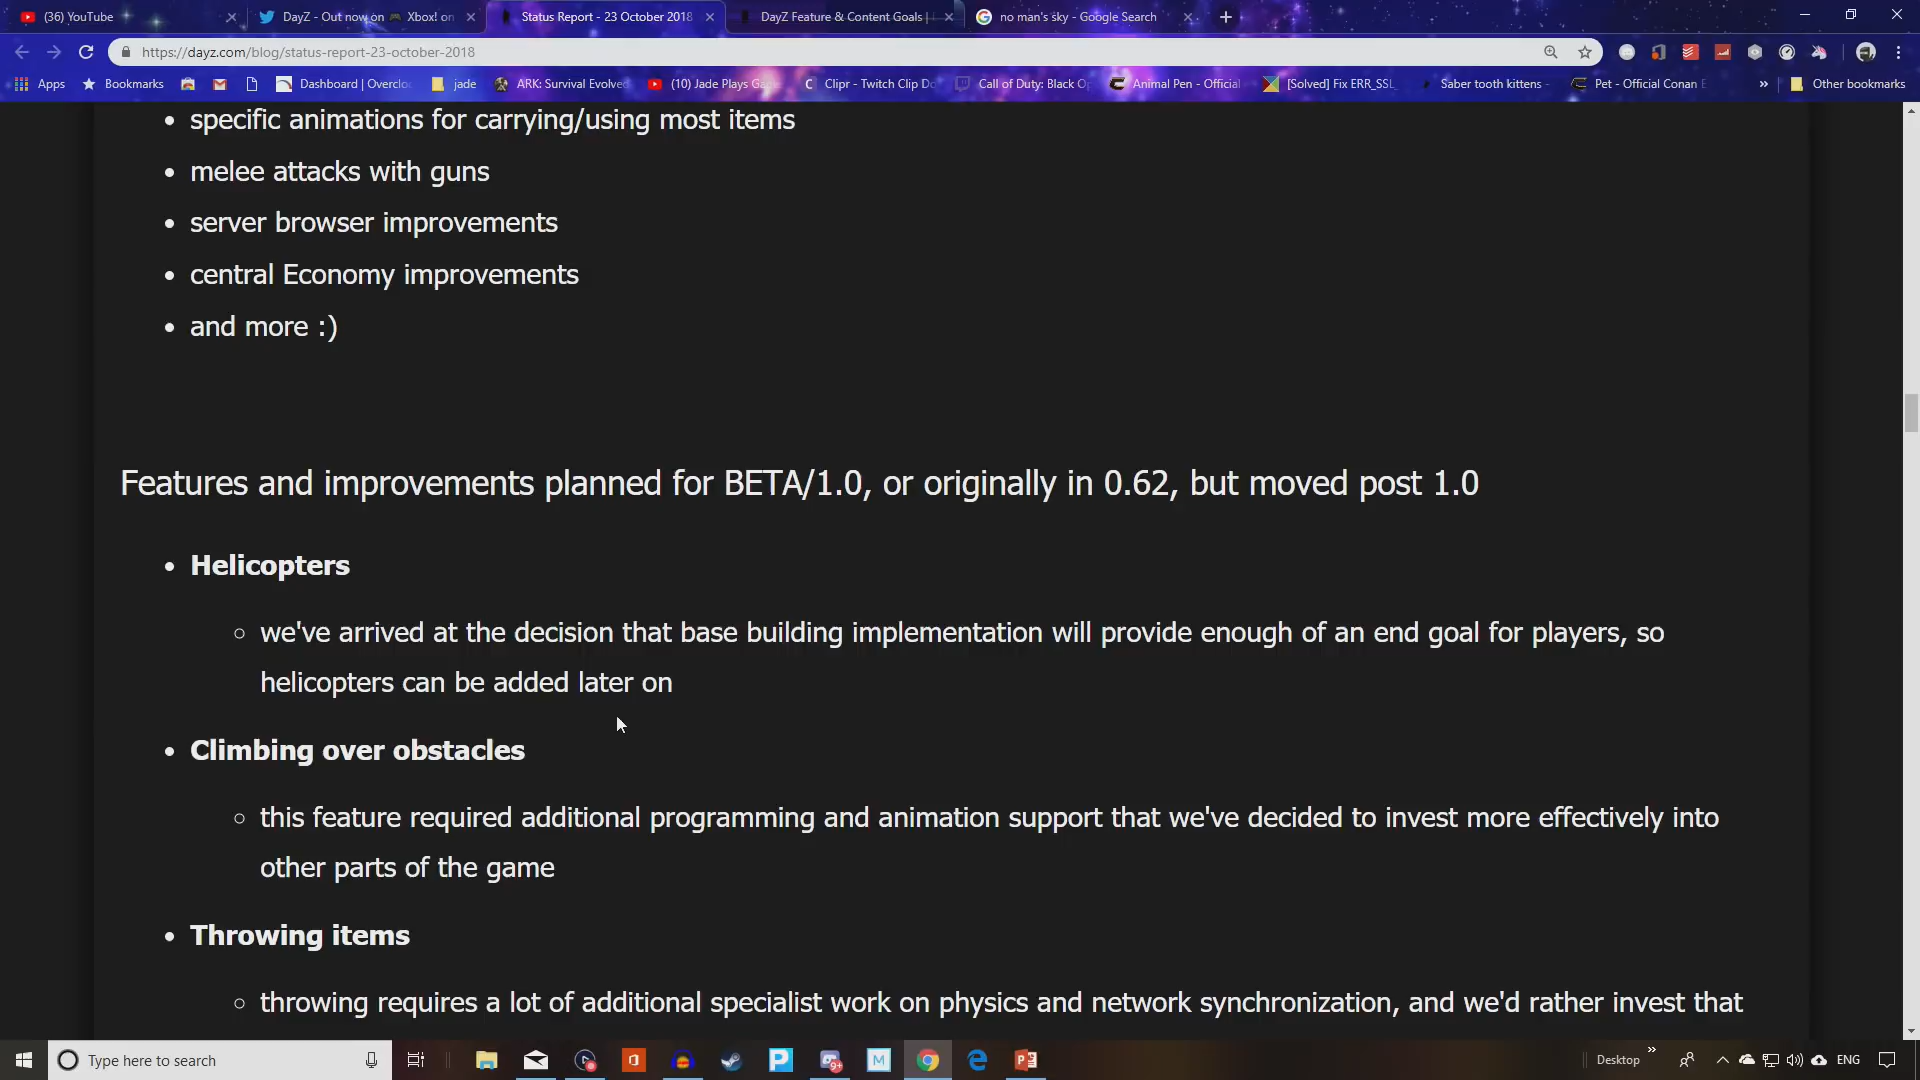 (36) YouTube
DayZ - Out now on 🎮 Xbox! on
Status Report - 23 October 2018
DayZ Feature & Content Goals |
no man's sky - Google Search
https://dayz.com/blog/status-report-23-october-2018
Apps
Bookmarks
Dashboard | Overclo
jade
ARK: Survival Evolved
(10) Jade Plays Ga
Clipr - Twitch Clip Do
Call of Duty: Black Op
Animal Pen - Official
[Solved] Fix ERR_SSL_
Saber tooth kittens -
Pet - Official Conan E
»
Other bookmarks
• specific animations for carrying/using most items
• melee attacks with guns
• server browser improvements
• central Economy improvements
• and more :)
Features and improvements planned for BETA/1.0, or originally in 0.62, but moved post 1.0
• Helicopters
○ we've arrived at the decision that base building implementation will provide enough of an end goal for players, so
helicopters can be added later on
• Climbing over obstacles
○ this feature required additional programming and animation support that we've decided to invest more effectively into
other parts of the game
• Throwing items
○ throwing requires a lot of additional specialist work on physics and network synchronization, and we'd rather invest that
Type here to search
9+
Desktop
»
ENG